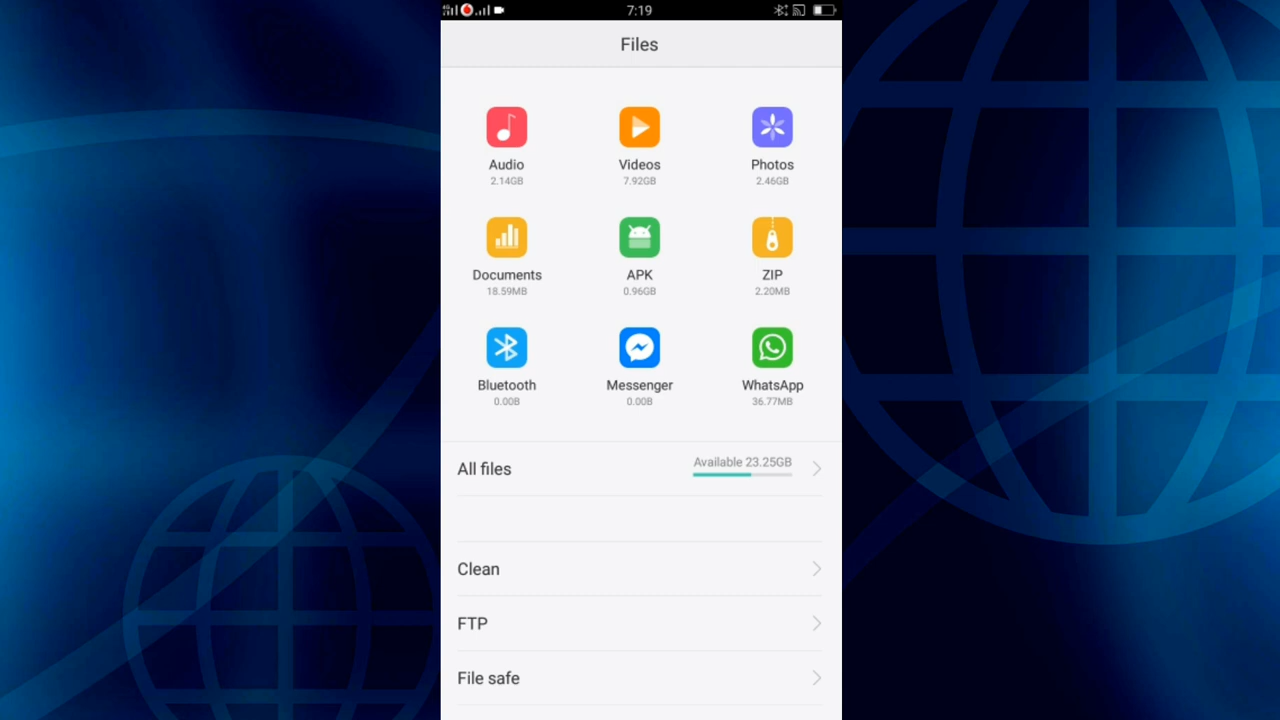 7:19
Files
Audio Videos Photos
2.14GB 7.92GB 2.46GB
Documents APK ZIP
18.59MB 0.96GB 2.20MB
Bluetooth Messenger WhatsApp
0.00B 0.00B 36.77MB
All files Available 23.25GB
Clean
FTP
File safe